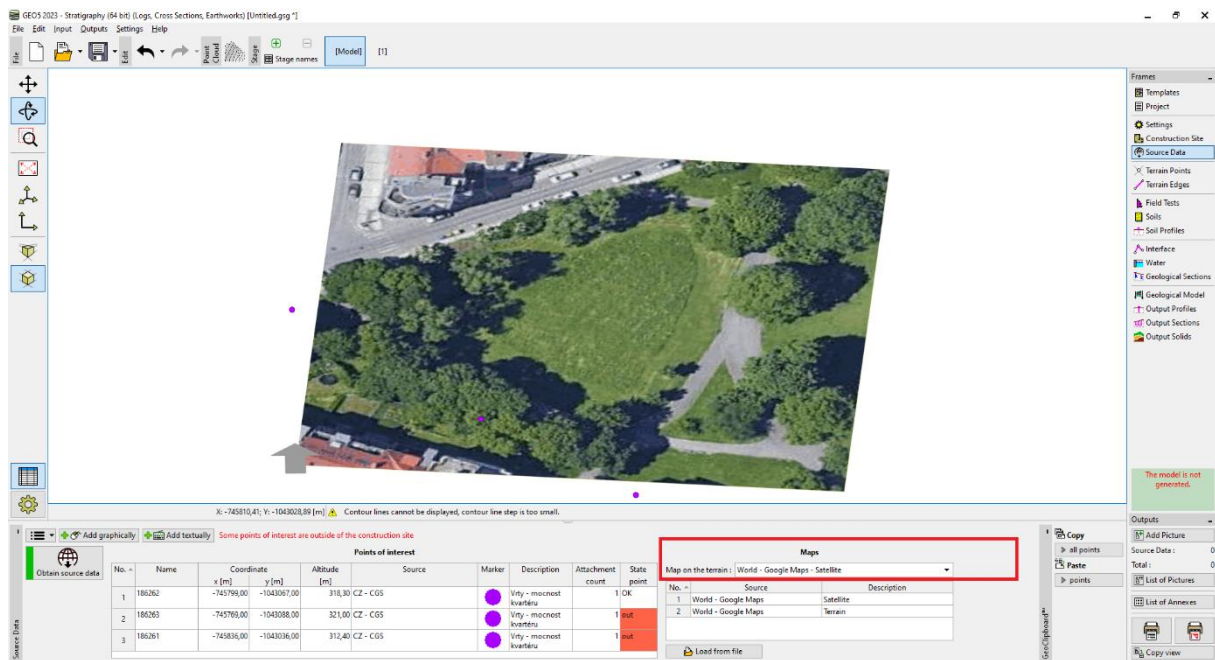 GEO5 2023 - Stratigraphy (64 bit) (Logs, Cross Sections, Earthworks) [Untitled.gsg *]
File Edit Input Outputs Settings Help
File
Edit
Point Cloud
Stage
Stage names
[Model]
[1]
Frames
Templates
Project
Settings
Construction Site
Source Data
Terrain Points
Terrain Edges
Field Tests
Soils
Soil Profiles
Interface
Water
Geological Sections
Geological Model
Output Profiles
Output Sections
Output Solids
The model is not generated.
X: -745810,41; Y: -1043028,89 [m] Contour lines cannot be displayed, contour line step is too small.
Add graphically Add textually Some points of interest are outside of the construction site
Obtain source data
Points of interest
No. Name Coordinate Altitude Source Marker Description Attachment State
x [m] y [m] [m] count point
1 186262 -745799,00 -1043067,00 318,30 CZ - CGS Vrty - mocnost kvartéru 1 OK
2 186263 -745769,00 -1043088,00 321,00 CZ - CGS Vrty - mocnost kvartéru 1 out
3 186261 -745836,00 -1043036,00 312,40 CZ - CGS Vrty - mocnost kvartéru 1 out
Maps
Map on the terrain : World - Google Maps - Satellite
No. Source Description
1 World - Google Maps Satellite
2 World - Google Maps Terrain
Load from file
Source Data
GeoClipboard™
Copy
all points
Paste
points
Outputs
Add Picture
Source Data : 0
Total : 0
List of Pictures
List of Annexes
Copy view